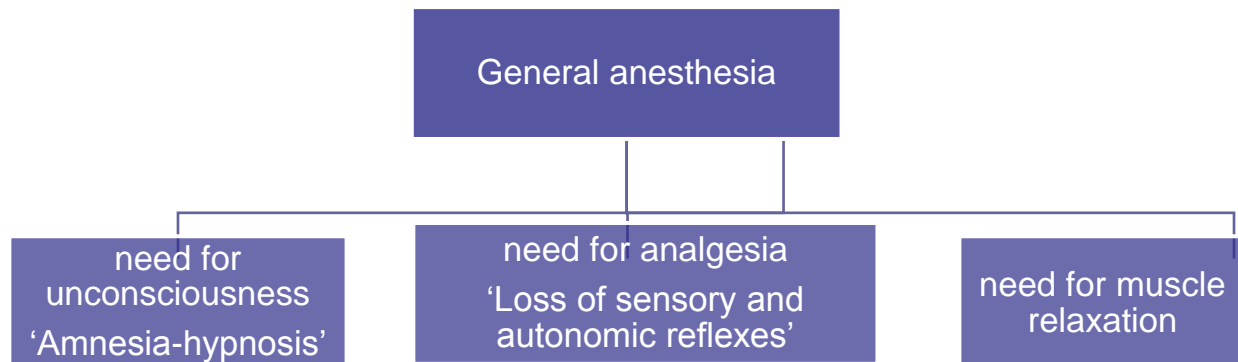 General anesthesia
need for
unconsciousness
‘Amnesia-hypnosis’
need for analgesia
‘Loss of sensory and
autonomic reflexes’
need for muscle
relaxation